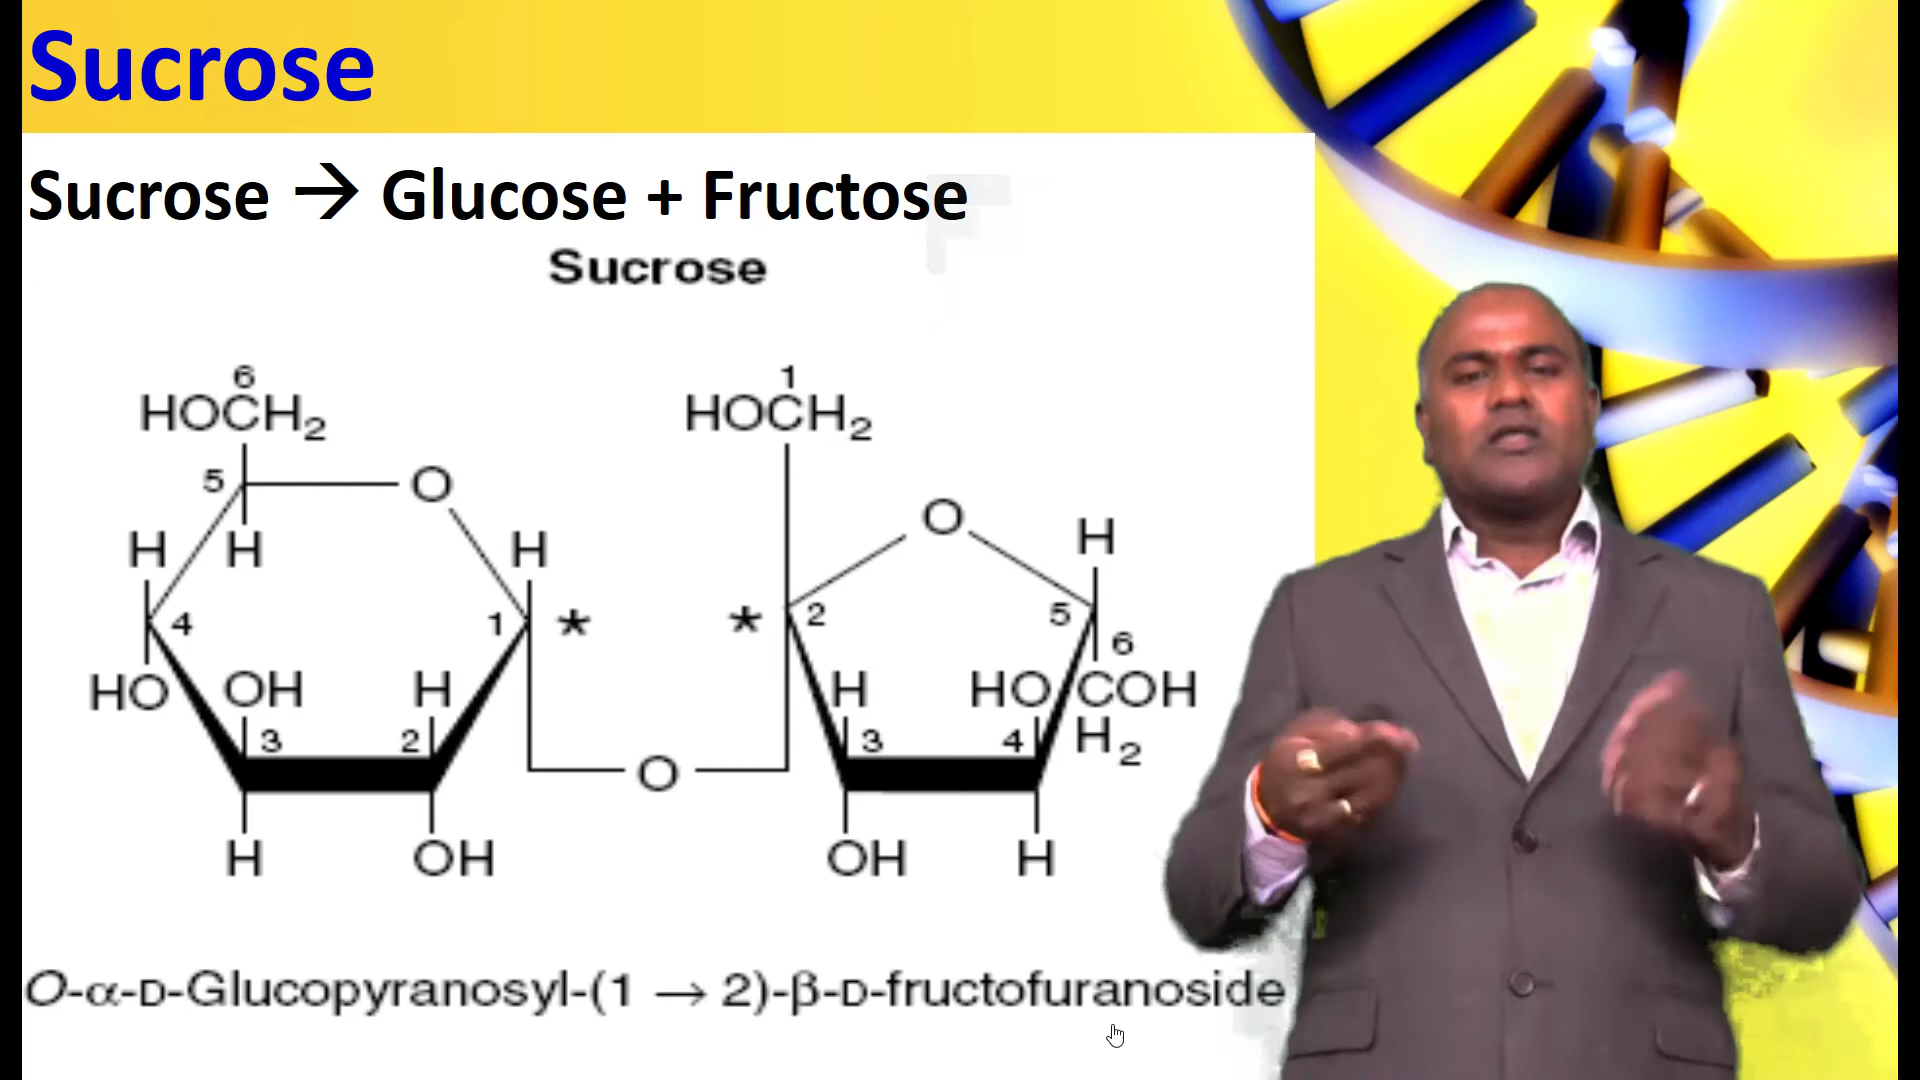 Sucrose
Sucrose → Glucose + Fructose
Sucrose
6 1
HOCH₂ HOCH₂
5 O O
H H H H
4 1 * * 2 5 6
HO OH H H HO COH
3 2 3 4 H₂
O
H OH OH H
O-α-D-Glucopyranosyl-(1 → 2)-β-D-fructofuranoside